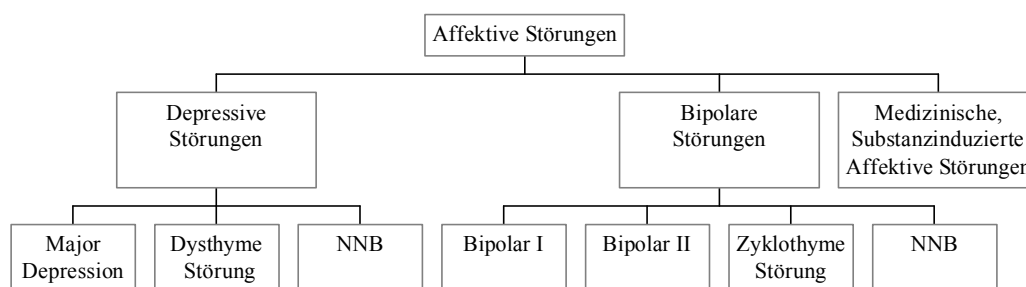 Affektive Störungen
Depressive
Störungen
Bipolare
Störungen
Medizinische,
Substanzinduzierte
Affektive Störungen
Major
Depression
Dysthyme
Störung
NNB
Bipolar I
Bipolar II
Zyklothyme
Störung
NNB